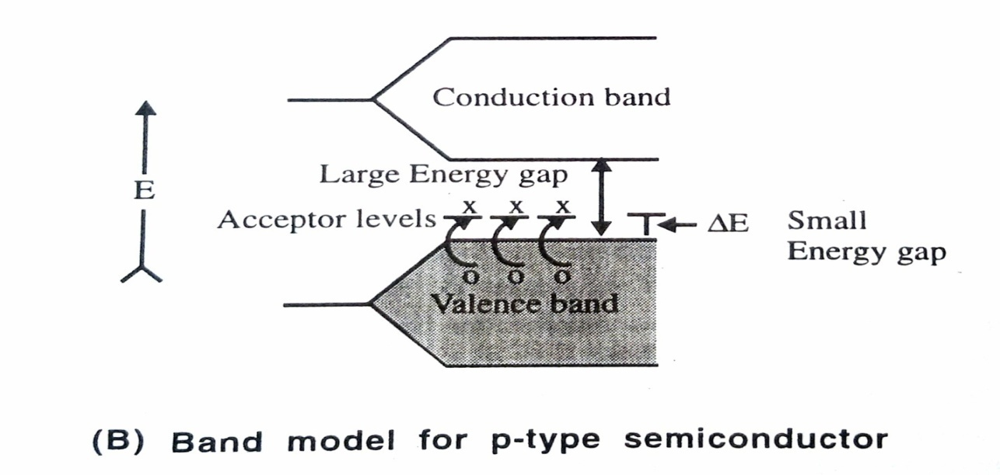 Conduction band
E
Large Energy gap
x x x
Acceptor levels
ΔE
Small
Energy gap
o o o
Valence band
(B) Band model for p-type semiconductor